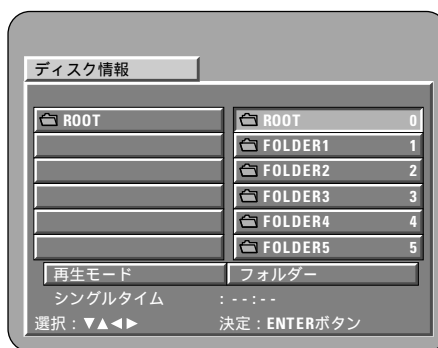 ディスク情報
ROOT ROOT 0
FOLDER1 1
FOLDER2 2
FOLDER3 3
FOLDER4 4
FOLDER5 5
再生モード フォルダー
シングルタイム : --:--
選択:▼▲◀▶ 決定:ENTERボタン